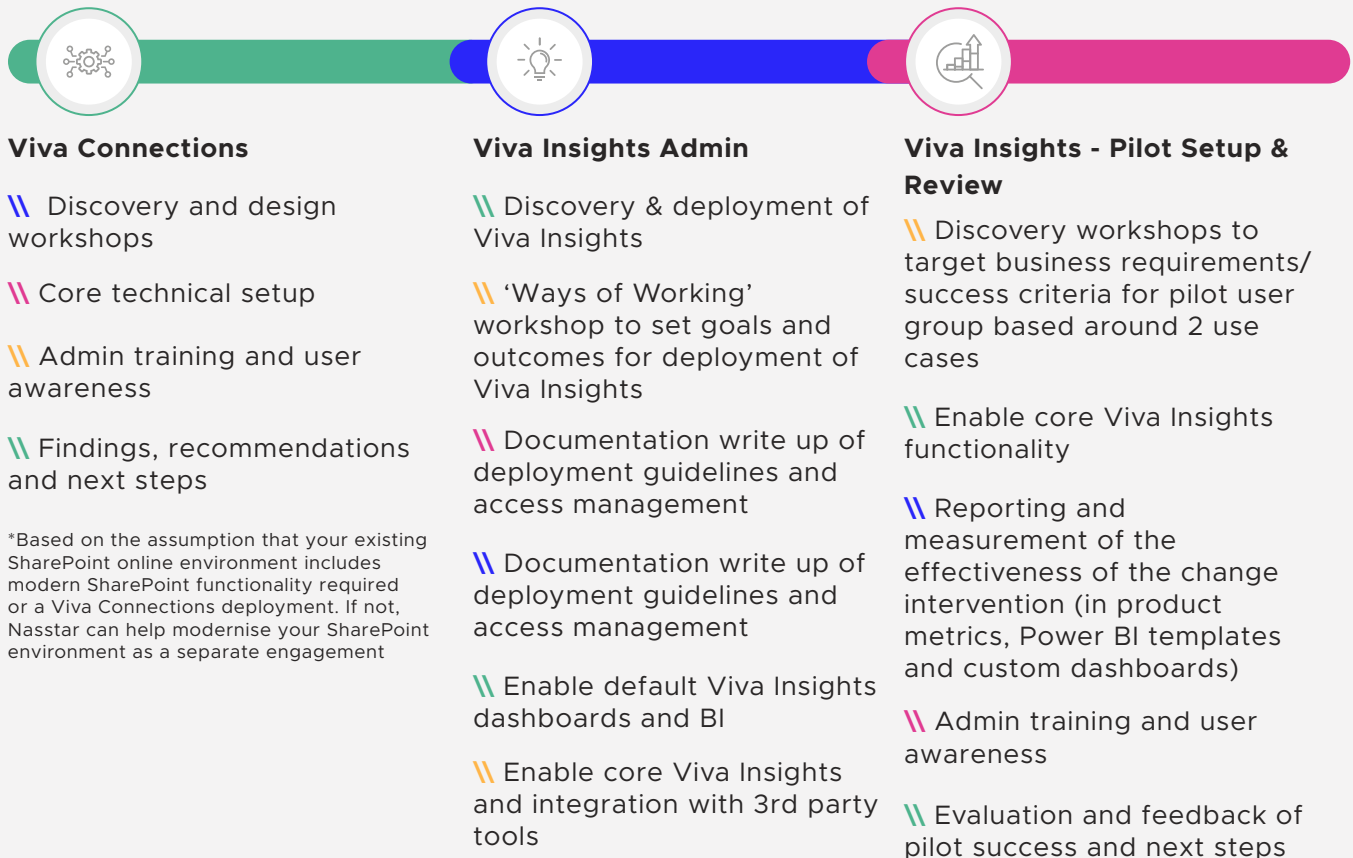 Viva Connections
\\ Discovery and design
workshops
\\ Core technical setup
\\ Admin training and user
awareness
\\ Findings, recommendations
and next steps
*Based on the assumption that your existing
SharePoint online environment includes
modern SharePoint functionality required
or a Viva Connections deployment. If not,
Nasstar can help modernise your SharePoint
environment as a separate engagement
Viva Insights Admin
\\ Discovery & deployment of
Viva Insights
\\ ‘Ways of Working’
workshop to set goals and
outcomes for deployment of
Viva Insights
\\ Documentation write up of
deployment guidelines and
access management
\\ Documentation write up of
deployment guidelines and
access management
\\ Enable default Viva Insights
dashboards and BI
\\ Enable core Viva Insights
and integration with 3rd party
tools
Viva Insights - Pilot Setup &
Review
\\ Discovery workshops to
target business requirements/
success criteria for pilot user
group based around 2 use
cases
\\ Enable core Viva Insights
functionality
\\ Reporting and
measurement of the
effectiveness of the change
intervention (in product
metrics, Power BI templates
and custom dashboards)
\\ Admin training and user
awareness
\\ Evaluation and feedback of
pilot success and next steps